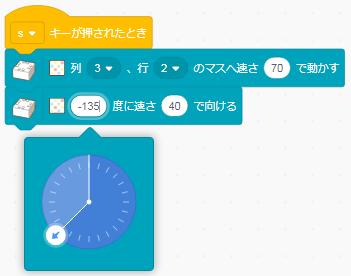 s キーが押されたとき
列 3 、行 2 のマスへ速さ 70 で動かす
-135 度に速さ 40 で向ける